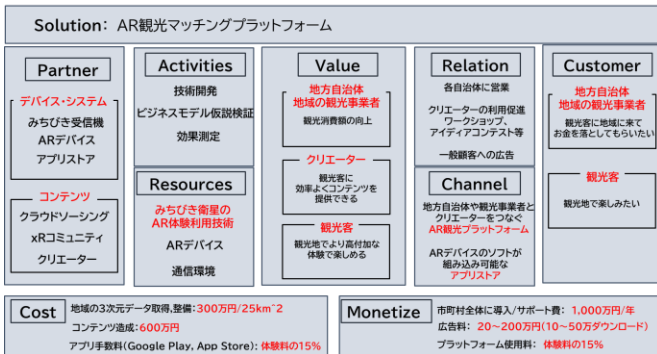 Solution: AR観光マッチングプラットフォーム
Partner
デバイス・システム
みちびき受信機
ARデバイス
アプリストア
コンテンツ
クラウドソーシング
xRコミュニティ
クリエーター
Activities
技術開発
ビジネスモデル仮説検証
効果測定
Resources
みちびき衛星の
AR体験利用技術
ARデバイス
通信環境
Value
地方自治体
地域の観光事業者
観光消費額の向上
クリエーター
観光客に
効率よくコンテンツを
提供できる
観光客
観光地でより高付加な
体験で楽しめる
Relation
各自治体に営業
クリエーターの利用促進
ワークショップ、
アイディアコンテスト等
一般顧客への広告
Channel
地方自治体や観光事業者と
クリエーターをつなぐ
AR観光プラットフォーム
ARデバイスのソフトが
組み込み可能な
アプリストア
Customer
地方自治体
地域の観光事業者
観光客に地域に来て
お金を落としてもらいたい
観光客
観光地で楽しみたい
Cost
地域の3次元データ取得,整備: 300万円/25km^2
コンテンツ造成: 600万円
アプリ手数料(Google Play, App Store): 体験料の15%
Monetize
市町村全体に導入/サポート費: 1,000万円/年
広告料: 20~200万円(10~50万ダウンロード)
プラットフォーム使用料: 体験料の15%